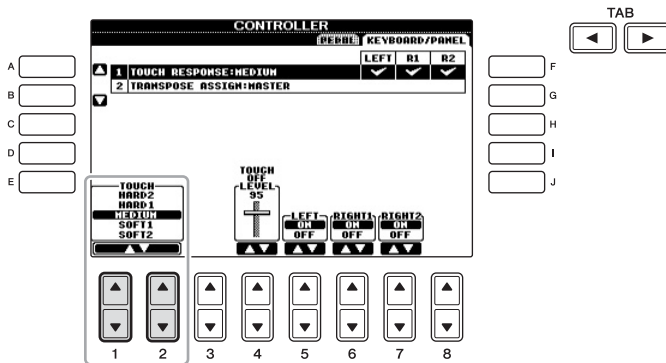 TAB
CONTROLLER
PEDAL KEYBOARD/PANEL
LEFT R1 R2
1 TOUCH RESPONSE:MEDIUM
2 TRANSPOSE ASSIGN:MASTER
A
B
C
D
E
F
G
H
I
J
TOUCH
HARD2
HARD1
MEDIUM
SOFT1
SOFT2
TOUCH
OFF
LEVEL
95
LEFT
ON
OFF
RIGHT1
ON
OFF
RIGHT2
ON
OFF
1 2 3 4 5 6 7 8